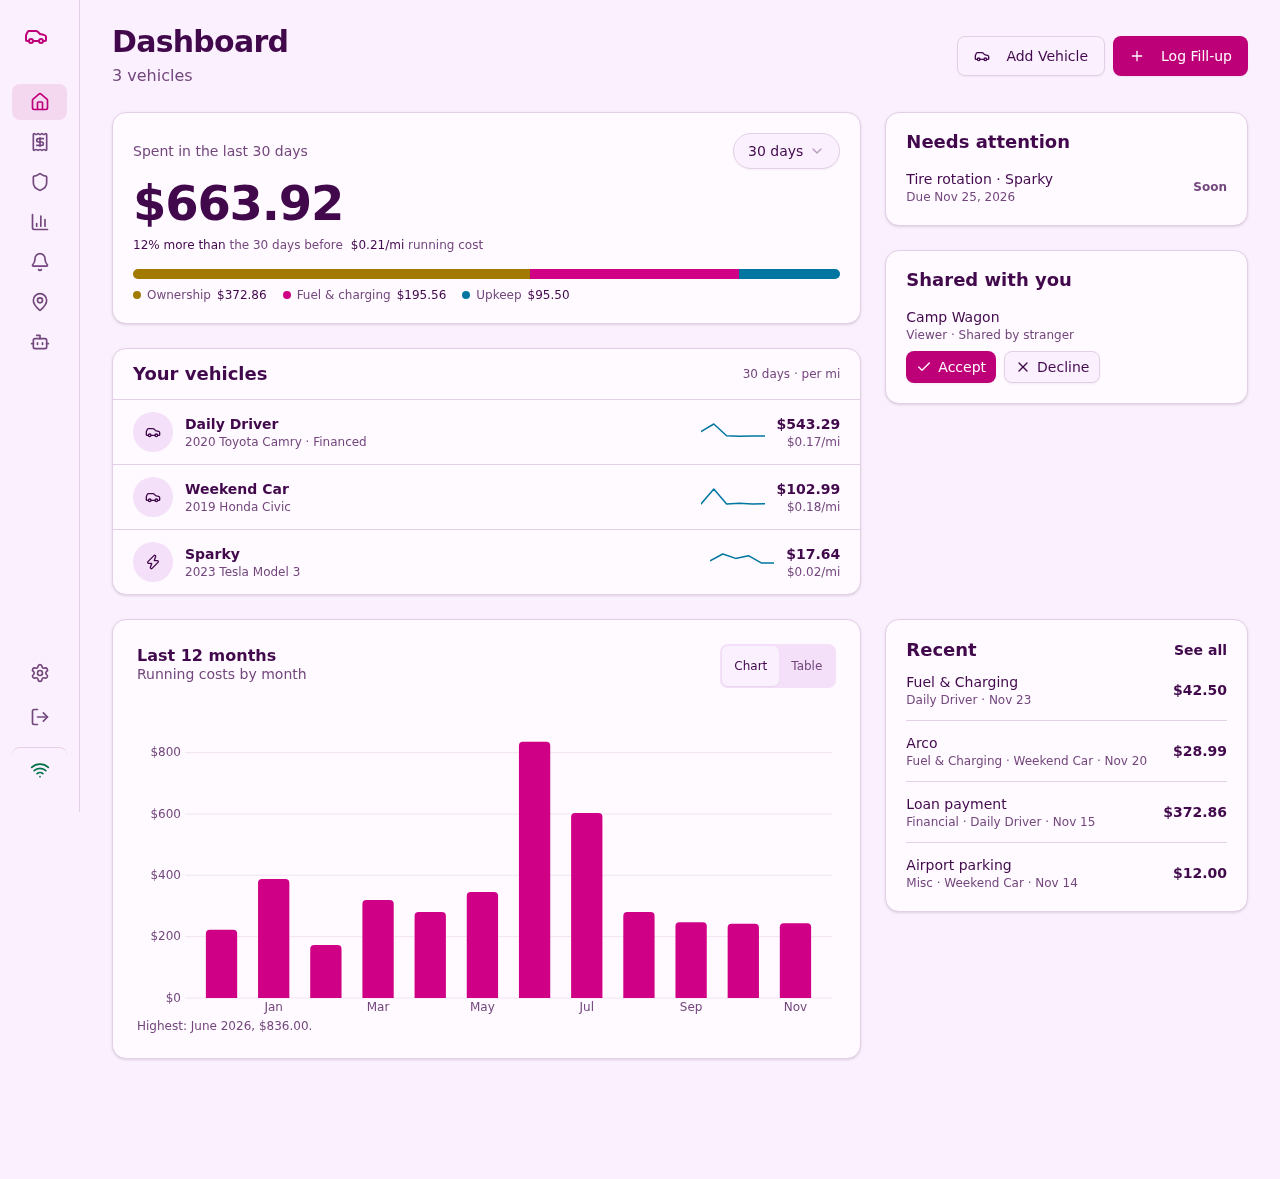 Dashboard
3 vehicles
Add Vehicle
Log Fill-up
Spent in the last 30 days
30 days
$663.92
12% more than the 30 days before $0.21/mi running cost
Ownership $372.86 Fuel & charging $195.56 Upkeep $95.50
Needs attention
Tire rotation · Sparky
Due Nov 25, 2026
Soon
Shared with you
Camp Wagon
Viewer · Shared by stranger
Accept
Decline
Your vehicles
30 days · per mi
Daily Driver
2020 Toyota Camry · Financed
$543.29
$0.17/mi
Weekend Car
2019 Honda Civic
$102.99
$0.18/mi
Sparky
2023 Tesla Model 3
$17.64
$0.02/mi
Last 12 months
Running costs by month
Chart
Table
$800
$600
$400
$200
$0
Jan Mar May Jul Sep Nov
Highest: June 2026, $836.00.
Recent
See all
Fuel & Charging
Daily Driver · Nov 23
$42.50
Arco
Fuel & Charging · Weekend Car · Nov 20
$28.99
Loan payment
Financial · Daily Driver · Nov 15
$372.86
Airport parking
Misc · Weekend Car · Nov 14
$12.00